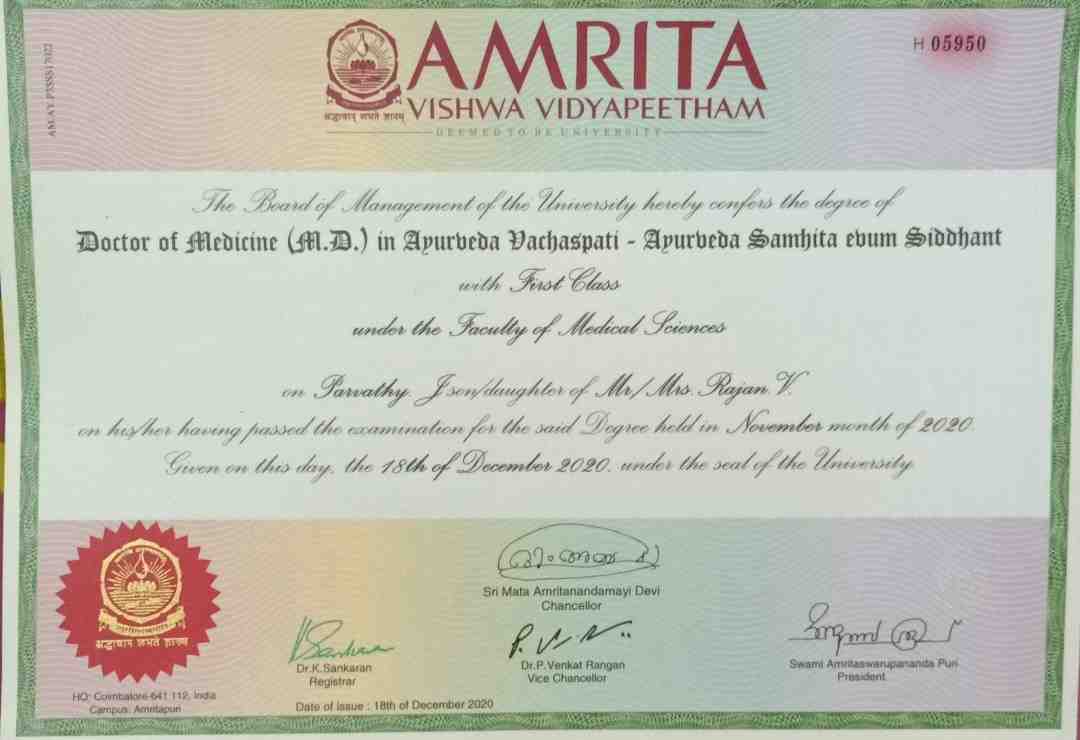 H 05950
AMRITA
VISHWA VIDYAPEETHAM
श्रद्धावान् लभते ज्ञानम्
DEEMED TO BE UNIVERSITY
The Board of Management of the University hereby confers the degree of
Doctor of Medicine (M.D.) in Ayurveda Vachaspati - Ayurveda Samhita evum Siddhant
with First Class
under the Faculty of Medical Sciences
on Parvathy. J son/daughter of Mr/Mrs. Rajan. V.
on his/her having passed the examination for the said Degree held in November month of 2020.
Given on this day, the 18th of December 2020, under the seal of the University
Sri Mata Amritanandamayi Devi
Chancellor
Dr.K.Sankaran
Registrar
Dr.P.Venkat Rangan
Vice Chancellor
Swami Amritaswarupananda Puri
President
HO: Coimbatore-641 112, India
Campus: Amritapuri
Date of issue : 18th of December 2020